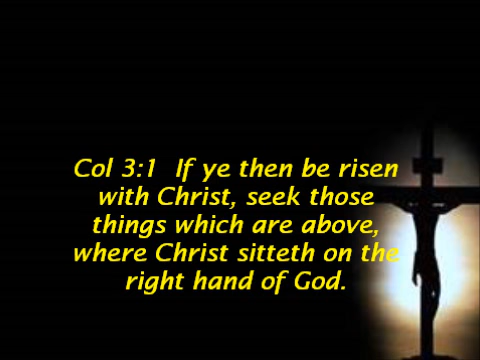 Col 3:1  If ye then be risen
with Christ, seek those
things which are above,
where Christ sitteth on the
right hand of God.